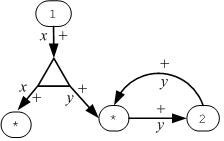 1
x +
+
x + y +
y
* * + 2
y